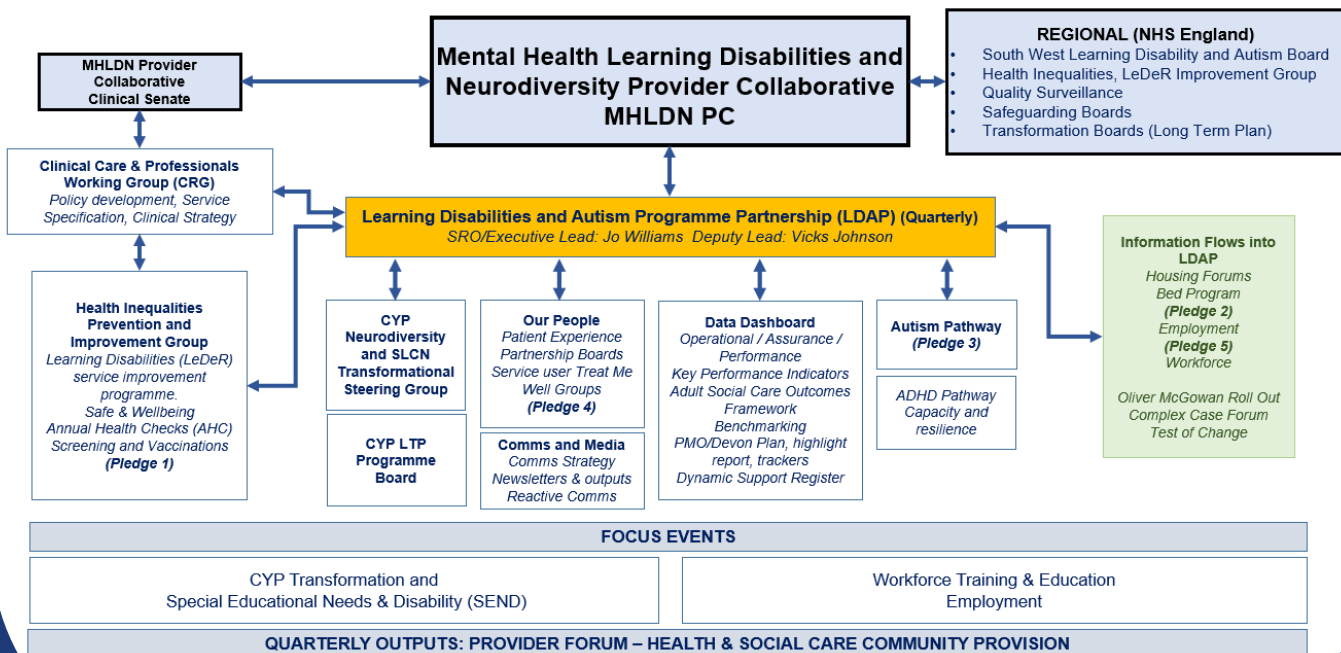 MHLDN Provider
Collaborative
Clinical Senate
Mental Health Learning Disabilities and
Neurodiversity Provider Collaborative
MHLDN PC
REGIONAL (NHS England)
• South West Learning Disability and Autism Board
• Health Inequalities, LeDeR Improvement Group
• Quality Surveillance
• Safeguarding Boards
• Transformation Boards (Long Term Plan)
Clinical Care & Professionals
Working Group (CRG)
Policy development, Service
Specification, Clinical Strategy
Learning Disabilities and Autism Programme Partnership (LDAP) (Quarterly)
SRO/Executive Lead: Jo Williams Deputy Lead: Vicks Johnson
Health Inequalities
Prevention and
Improvement Group
Learning Disabilities (LeDeR)
service improvement
programme.
Safe & Wellbeing
Annual Health Checks (AHC)
Screening and Vaccinations
(Pledge 1)
CYP
Neurodiversity
and SLCN
Transformational
Steering Group
CYP LTP
Programme
Board
Our People
Patient Experience
Partnership Boards
Service user Treat Me
Well Groups
(Pledge 4)
Comms and Media
Comms Strategy
Newsletters & outputs
Reactive Comms
Data Dashboard
Operational / Assurance /
Performance
Key Performance Indicators
Adult Social Care Outcomes
Framework
Benchmarking
PMO/Devon Plan, highlight
report, trackers
Dynamic Support Register
Autism Pathway
(Pledge 3)
ADHD Pathway
Capacity and
resilience
Information Flows into
LDAP
Housing Forums
Bed Program
(Pledge 2)
Employment
(Pledge 5)
Workforce
Oliver McGowan Roll Out
Complex Case Forum
Test of Change
FOCUS EVENTS
CYP Transformation and
Special Educational Needs & Disability (SEND)
Workforce Training & Education
Employment
QUARTERLY OUTPUTS: PROVIDER FORUM – HEALTH & SOCIAL CARE COMMUNITY PROVISION